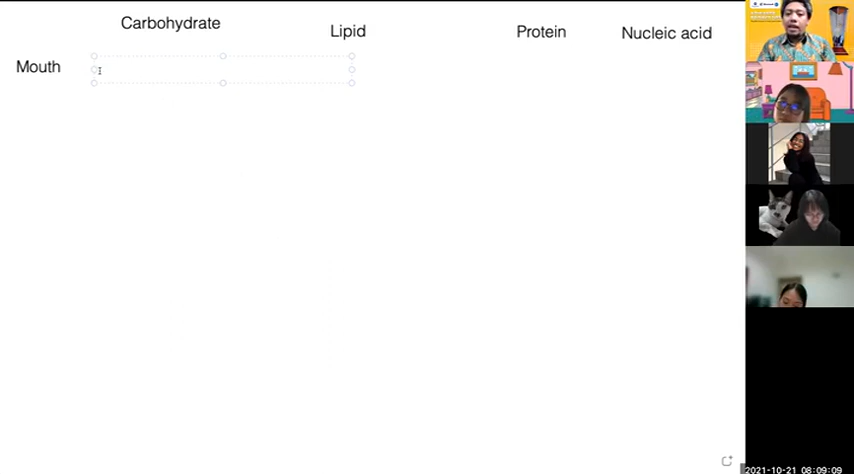 Carbohydrate
Lipid
Protein
Nucleic acid
Mouth
2021-10-21 08:09:09